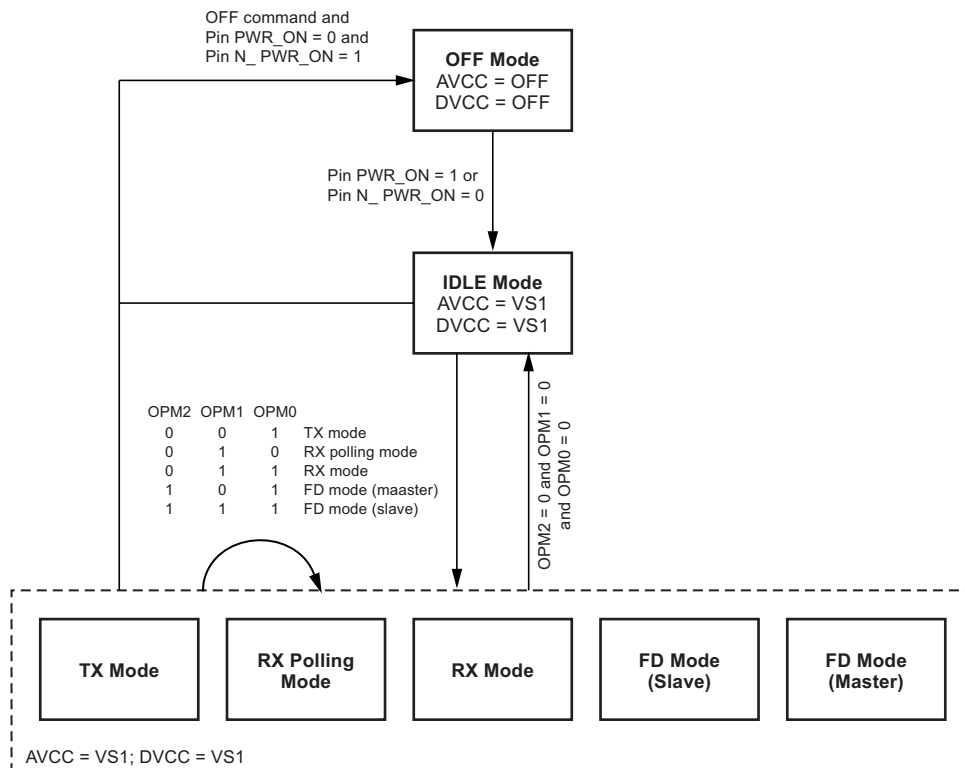 OFF command and
Pin PWR_ON = 0 and
Pin N_ PWR_ON = 1
OFF Mode
AVCC = OFF
DVCC = OFF
Pin PWR_ON = 1 or
Pin N_ PWR_ON = 0
IDLE Mode
AVCC = VS1
DVCC = VS1
OPM2 OPM1 OPM0
0 0 1 TX mode
0 1 0 RX polling mode
0 1 1 RX mode
1 0 1 FD mode (maaster)
1 1 1 FD mode (slave)
OPM2 = 0 and OPM1 = 0
and OPM0 = 0
TX Mode
RX Polling
Mode
RX Mode
FD Mode
(Slave)
FD Mode
(Master)
AVCC = VS1; DVCC = VS1